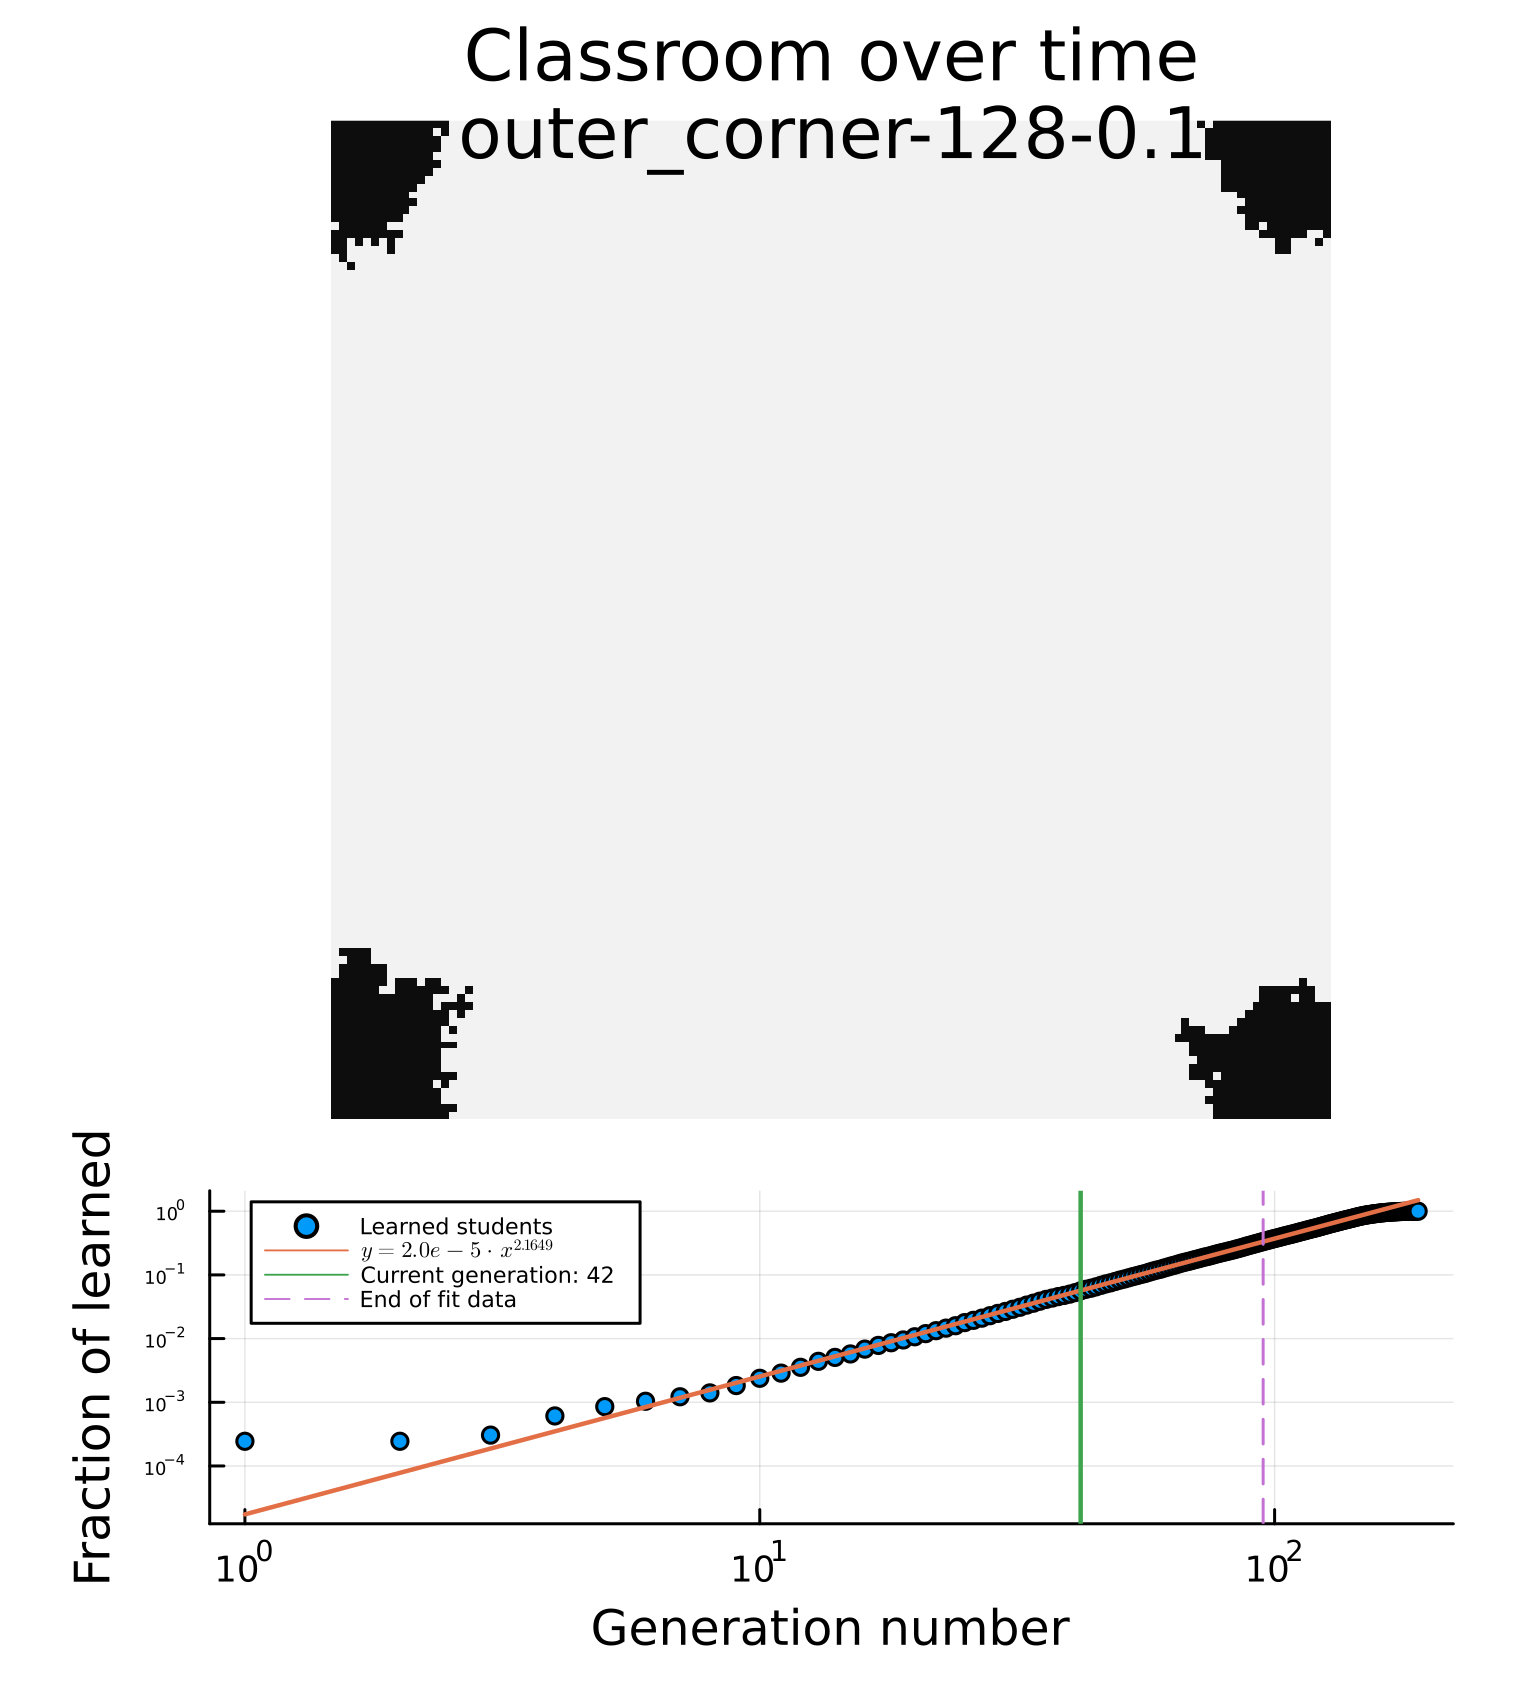 Classroom over time
outer_corner-128-0.1
Fraction of learned
10⁰
10⁻¹
10⁻²
10⁻³
10⁻⁴
Learned students
y = 2.0e − 5 · x^2.1649
Current generation: 42
End of fit data
10⁰ 10¹ 10²
Generation number